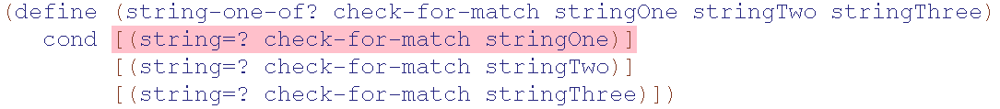 (define (string-one-of? check-for-match stringOne stringTwo stringThree)
cond [(string=? check-for-match stringOne)]
[(string=? check-for-match stringTwo)]
[(string=? check-for-match stringThree)])